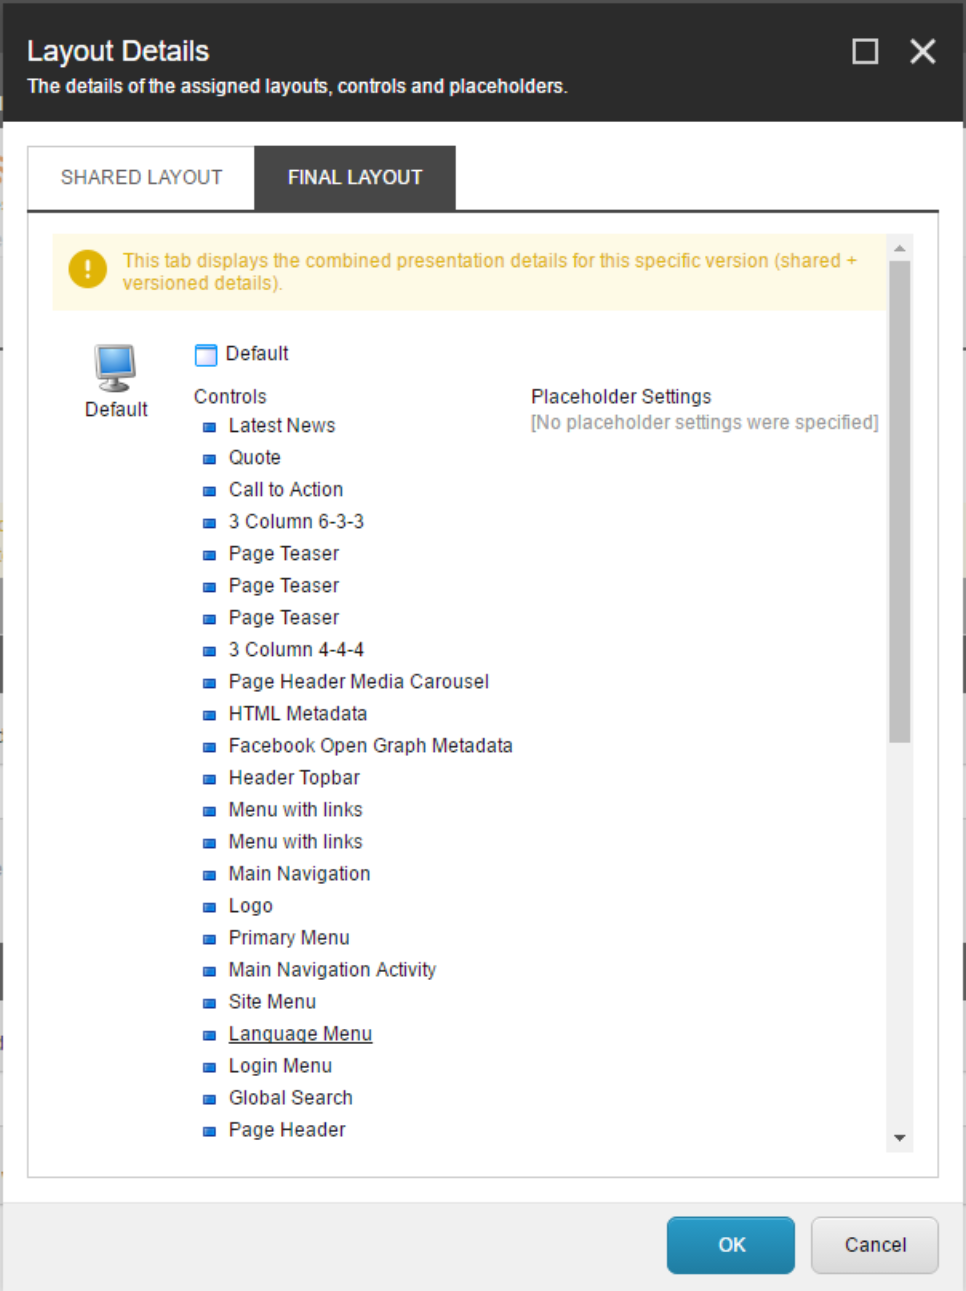 Layout Details
The details of the assigned layouts, controls and placeholders.
SHARED LAYOUT
FINAL LAYOUT
This tab displays the combined presentation details for this specific version (shared +
versioned details).
Default
Default
Controls
Latest News
Quote
Call to Action
3 Column 6-3-3
Page Teaser
Page Teaser
Page Teaser
3 Column 4-4-4
Page Header Media Carousel
HTML Metadata
Facebook Open Graph Metadata
Header Topbar
Menu with links
Menu with links
Main Navigation
Logo
Primary Menu
Main Navigation Activity
Site Menu
Language Menu
Login Menu
Global Search
Page Header
Placeholder Settings
[No placeholder settings were specified]
OK
Cancel